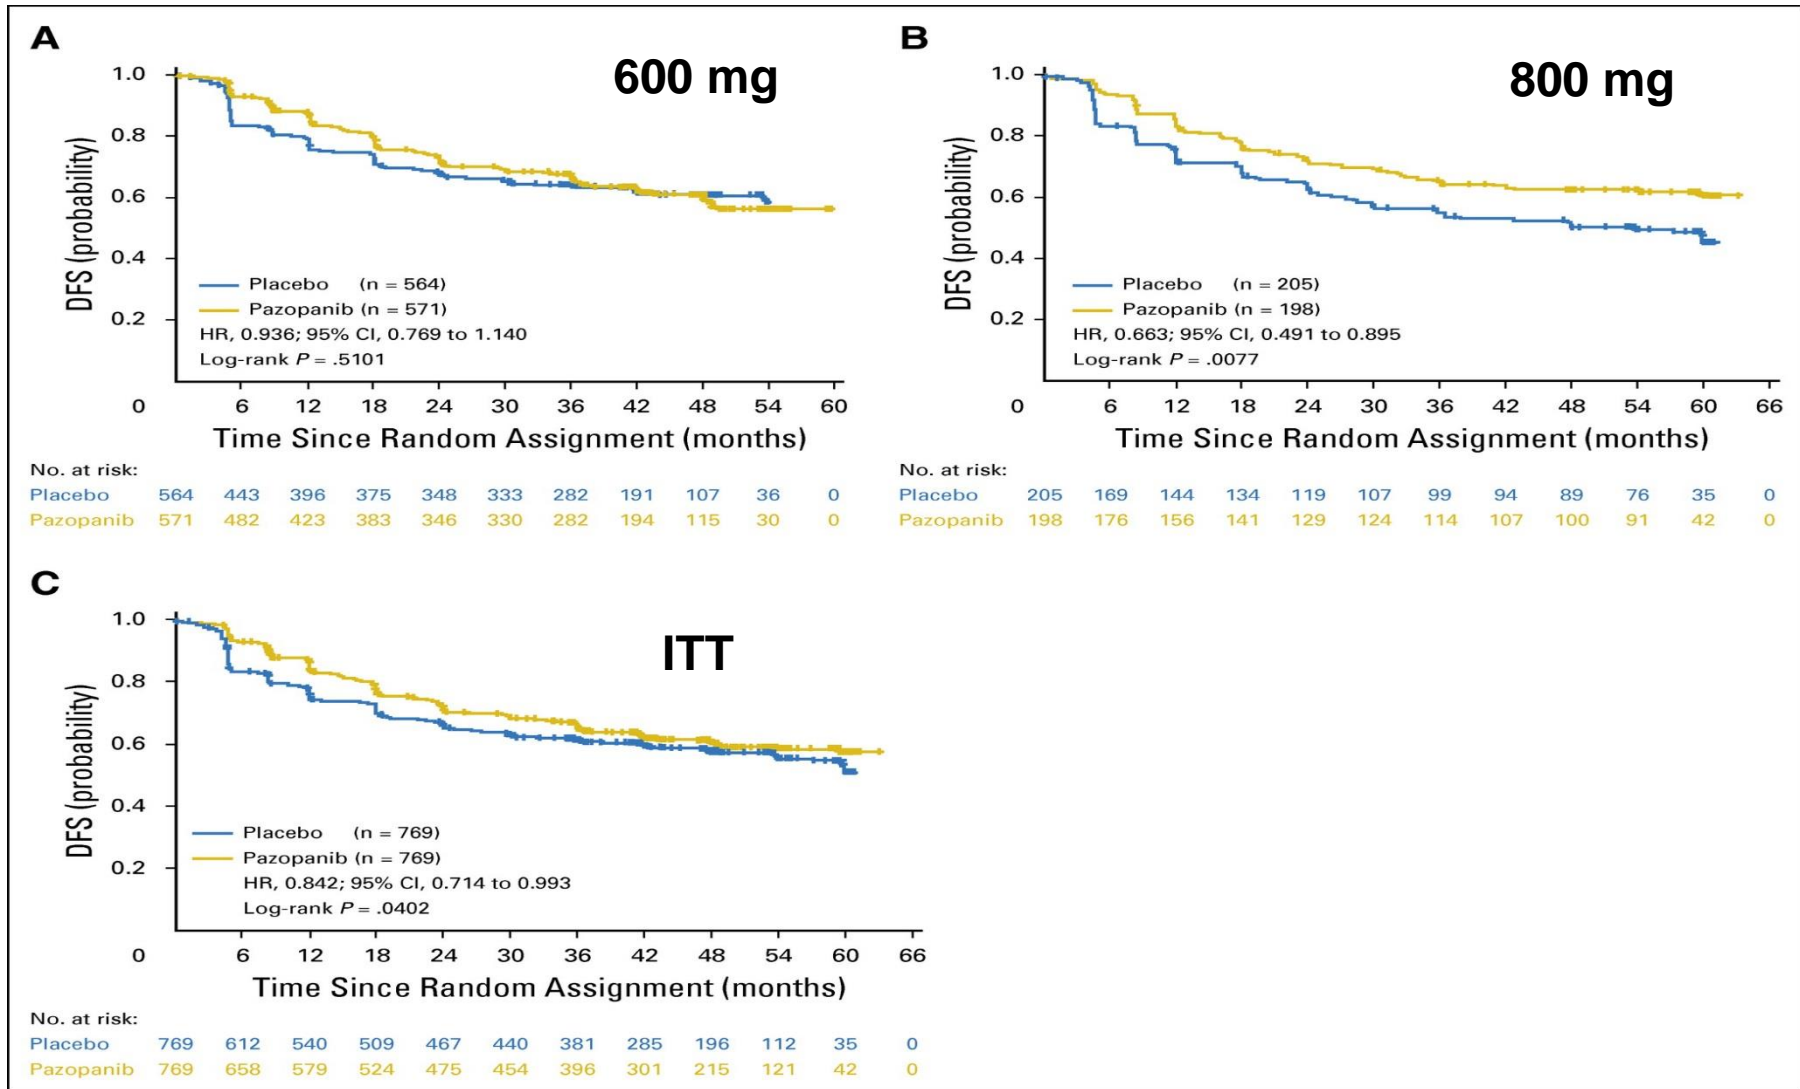 A
600 mg
1.0
0.8
0.6
0.4
0.2
0
DFS (probability)
Placebo (n = 564)
Pazopanib (n = 571)
HR, 0.936; 95% CI, 0.769 to 1.140
Log-rank P = .5101
6 12 18 24 30 36 42 48 54 60
Time Since Random Assignment (months)
No. at risk:
Placebo 564 443 396 375 348 333 282 191 107 36 0
Pazopanib 571 482 423 383 346 330 282 194 115 30 0
B
800 mg
1.0
0.8
0.6
0.4
0.2
0
DFS (probability)
Placebo (n = 205)
Pazopanib (n = 198)
HR, 0.663; 95% CI, 0.491 to 0.895
Log-rank P = .0077
6 12 18 24 30 36 42 48 54 60 66
Time Since Random Assignment (months)
No. at risk:
Placebo 205 169 144 134 119 107 99 94 89 76 35 0
Pazopanib 198 176 156 141 129 124 114 107 100 91 42 0
C
ITT
1.0
0.8
0.6
0.4
0.2
0
DFS (probability)
Placebo (n = 769)
Pazopanib (n = 769)
HR, 0.842; 95% CI, 0.714 to 0.993
Log-rank P = .0402
6 12 18 24 30 36 42 48 54 60 66
Time Since Random Assignment (months)
No. at risk:
Placebo 769 612 540 509 467 440 381 285 196 112 35 0
Pazopanib 769 658 579 524 475 454 396 301 215 121 42 0